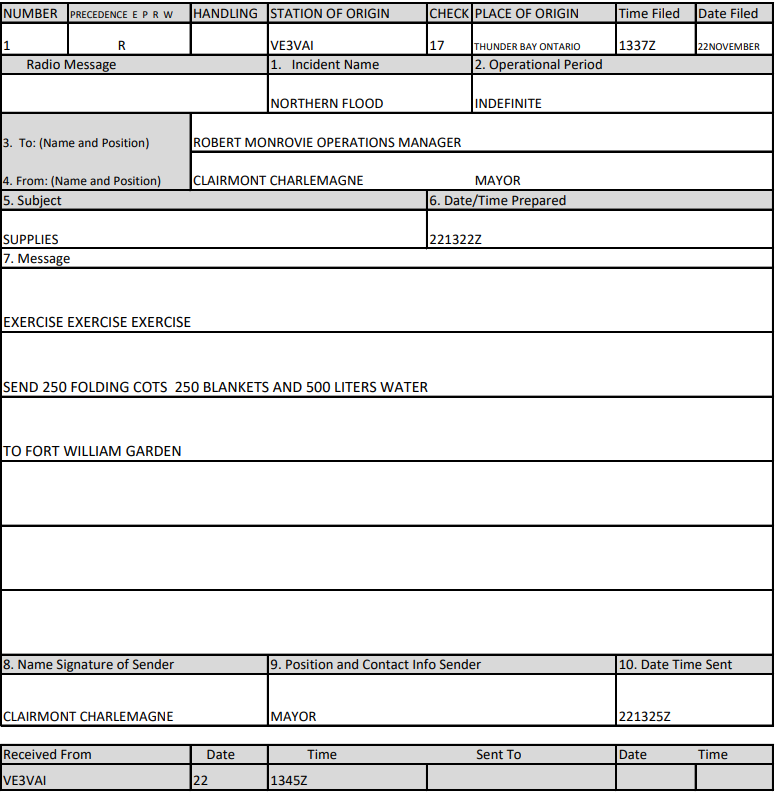 NUMBER PRECEDENCE E P R W HANDLING STATION OF ORIGIN CHECK PLACE OF ORIGIN Time Filed Date Filed
1 R VE3VAI 17 THUNDER BAY ONTARIO 1337Z 22NOVEMBER
Radio Message 1. Incident Name 2. Operational Period
NORTHERN FLOOD INDEFINITE
3. To: (Name and Position) ROBERT MONROVIE OPERATIONS MANAGER
4. From: (Name and Position) CLAIRMONT CHARLEMAGNE MAYOR
5. Subject 6. Date/Time Prepared
SUPPLIES 221322Z
7. Message
EXERCISE EXERCISE EXERCISE
SEND 250 FOLDING COTS 250 BLANKETS AND 500 LITERS WATER
TO FORT WILLIAM GARDEN
8. Name Signature of Sender 9. Position and Contact Info Sender 10. Date Time Sent
CLAIRMONT CHARLEMAGNE MAYOR 221325Z
Received From Date Time Sent To Date Time
VE3VAI 22 1345Z